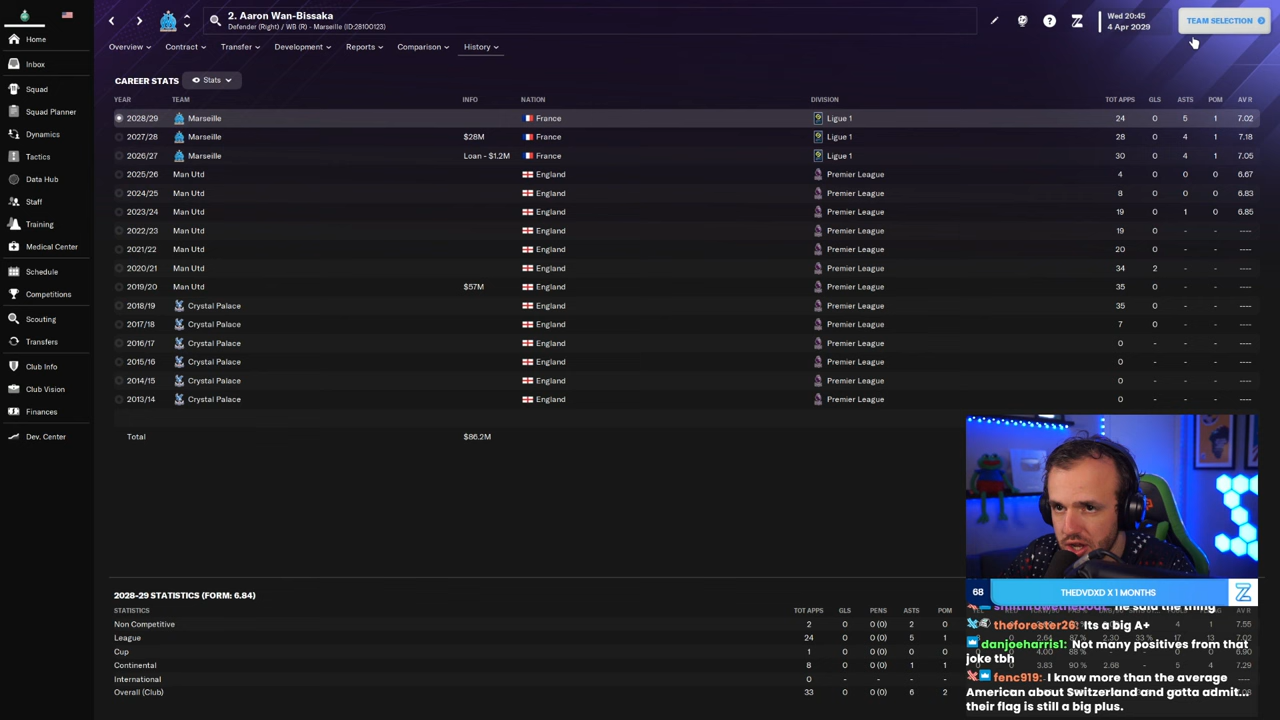 2. Aaron Wan-Bissaka
Defender (Right) / WB (R) - Marseille (ID:28100123)
Wed 20:45
4 Apr 2029
TEAM SELECTION
Overview
Contract
Transfer
Development
Reports
Comparison
History
Home
Inbox
Squad
Squad Planner
Dynamics
Tactics
Data Hub
Staff
Training
Medical Center
Schedule
Competitions
Scouting
Transfers
Club Info
Club Vision
Finances
Dev. Center
CAREER STATS
Stats
YEAR TEAM INFO NATION DIVISION TOT APPS GLS ASTS POM AV R
2028/29 Marseille France Ligue 1 24 0 5 1 7.02
2027/28 Marseille $28M France Ligue 1 28 0 4 1 7.18
2026/27 Marseille Loan - $1.2M France Ligue 1 30 0 4 1 7.05
2025/26 Man Utd England Premier League 4 0 0 0 6.67
2024/25 Man Utd England Premier League 8 0 0 0 6.83
2023/24 Man Utd England Premier League 19 0 1 0 6.85
2022/23 Man Utd England Premier League 19 0 - - ----
2021/22 Man Utd England Premier League 20 0 - - ----
2020/21 Man Utd England Premier League 34 2 - - ----
2019/20 Man Utd $57M England Premier League 35 0 - - ----
2018/19 Crystal Palace England Premier League 35 0 - - ----
2017/18 Crystal Palace England Premier League 7 0 - - ----
2016/17 Crystal Palace England Premier League 0 - - - ----
2015/16 Crystal Palace England Premier League 0 - - - ----
2014/15 Crystal Palace England Premier League 0 - - - ----
2013/14 Crystal Palace England Premier League 0 - - - ----
Total $86.2M
2028-29 STATISTICS (FORM: 6.84)
STATISTICS TOT APPS GLS PENS ASTS POM
Non Competitive 2 0 0 (0) 2 0
League 24 0 0 (0) 5 1
Cup 1 0 0 (0) 0 0
Continental 8 0 0 (0) 1 1
International 0 - - - -
Overall (Club) 33 0 0 (0) 6 2
68 THEDVDXD X 1 MONTHS
he said the thing
theforester26: Its a big A+
danjoeharris1: Not many positives from that
joke tbh
fenc919: I know more than the average
American about Switzerland and gotta admit...
their flag is still a big plus.